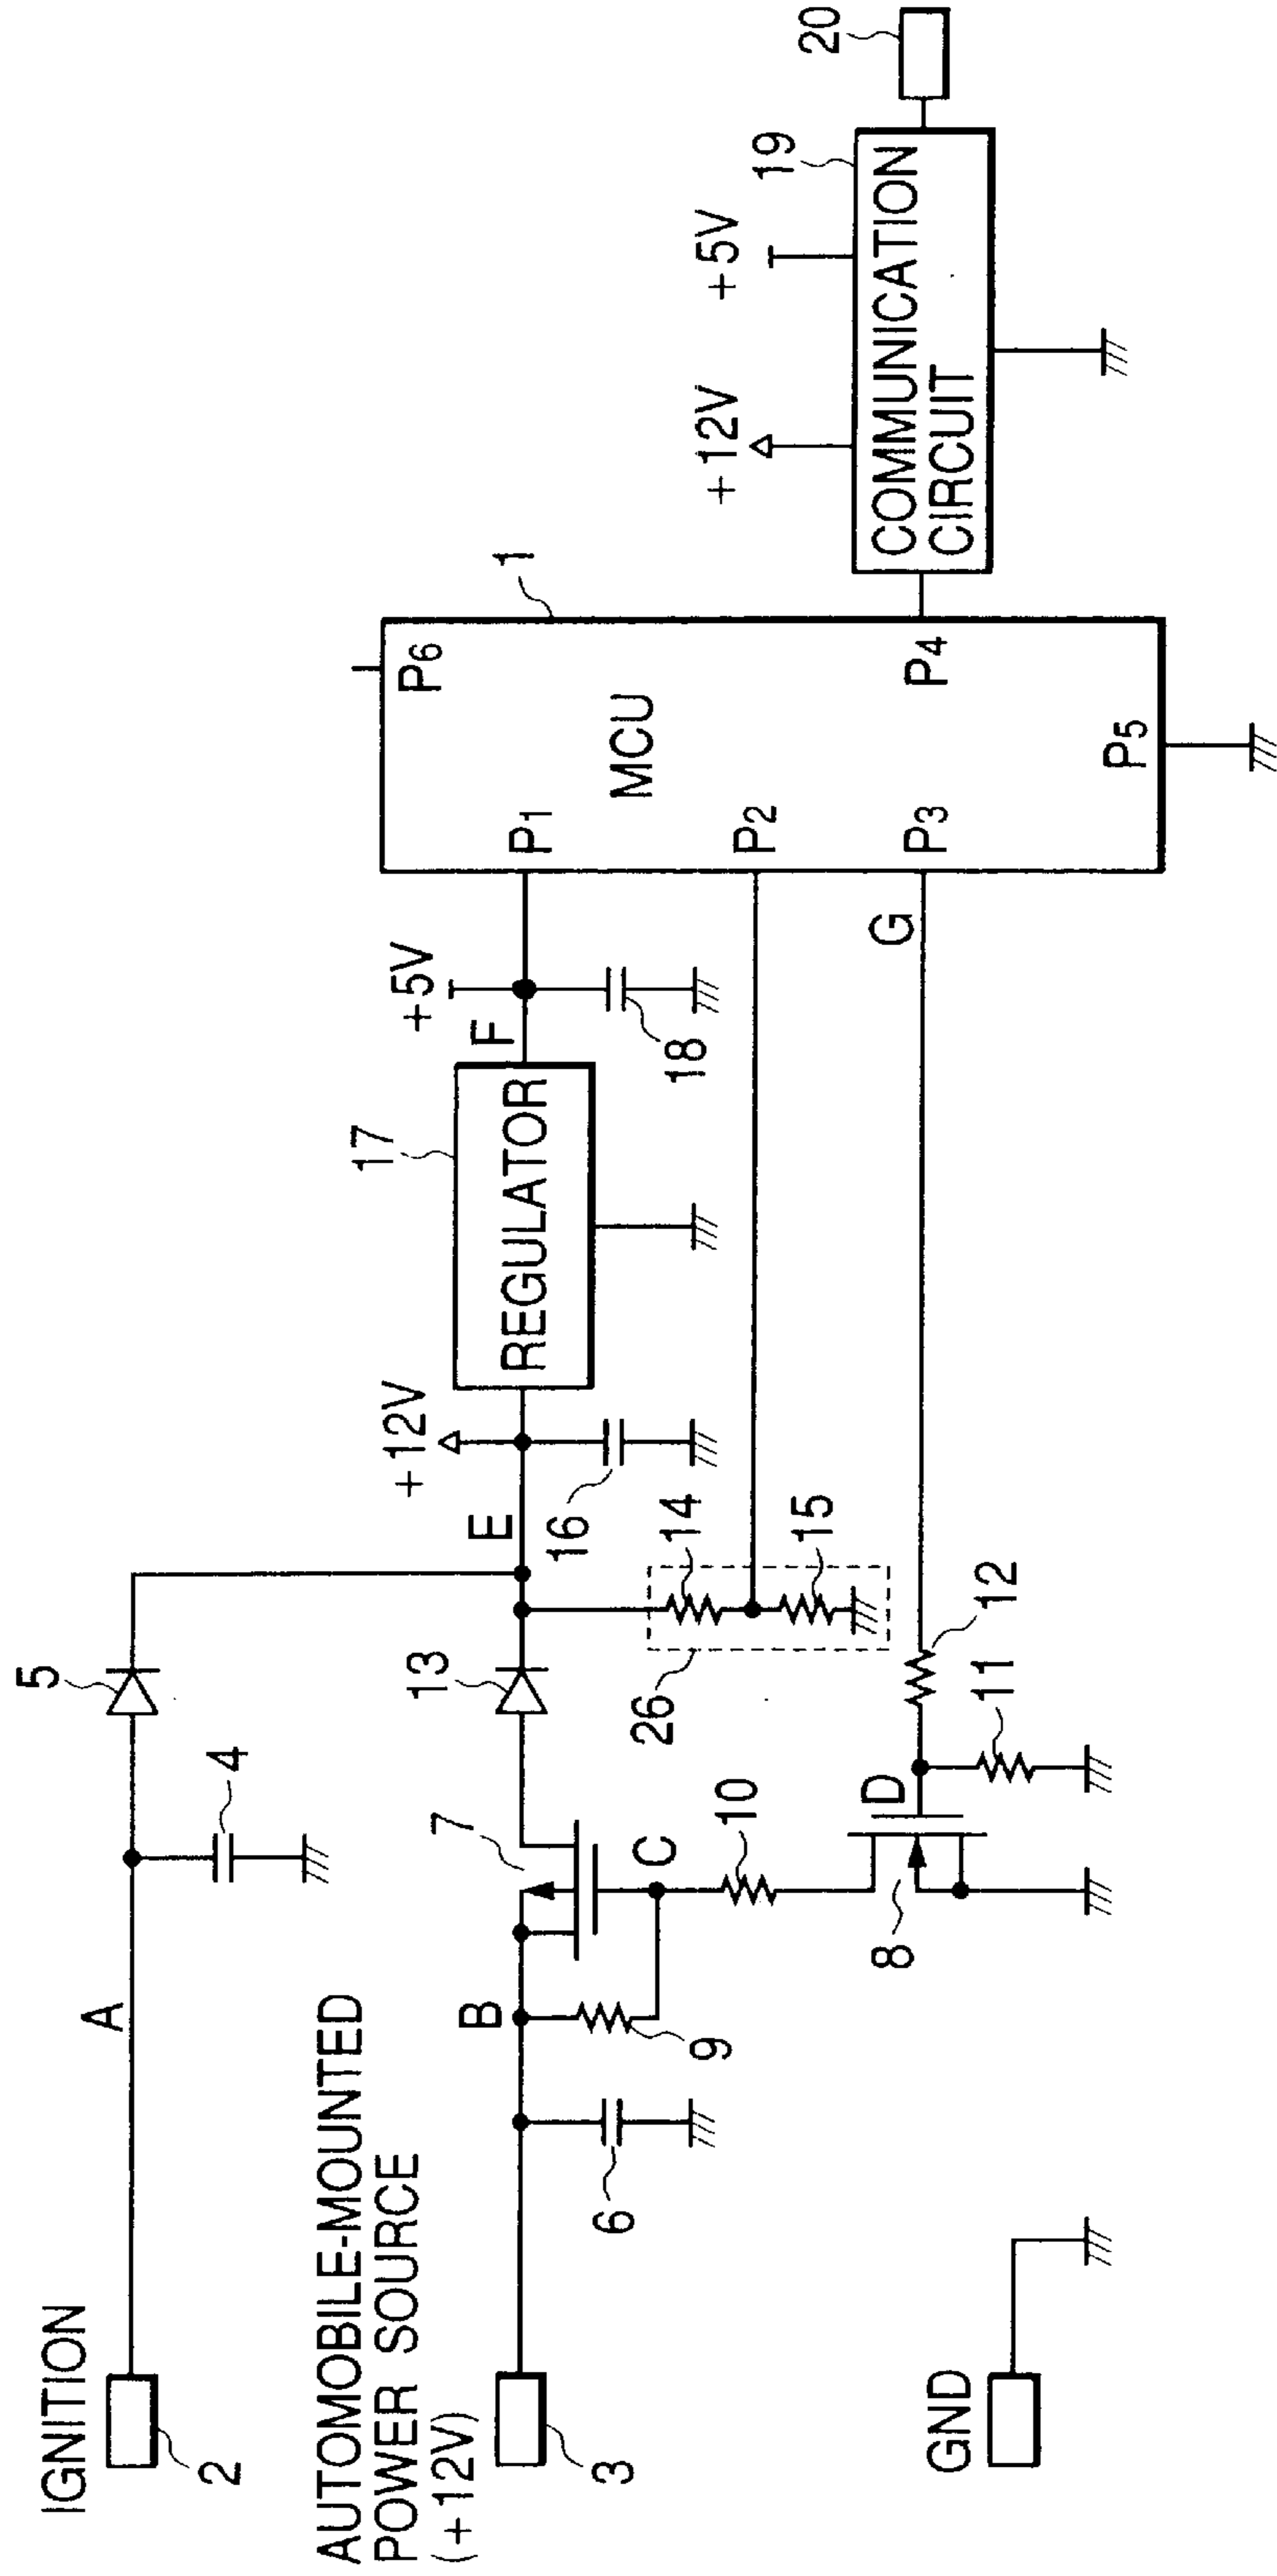 IGNITION
2
A
4
5
AUTOMOBILE-MOUNTED
POWER SOURCE
(+12V)
3
6
B
9
7
C
10
13
E
+12V
16
17
REGULATOR
F
+5V
18
26
14
15
8
D
11
12
G
GND
P1
P2
P3
P4
P5
P6
MCU
1
+12V
+5V
19
COMMUNICATION
CIRCUIT
20